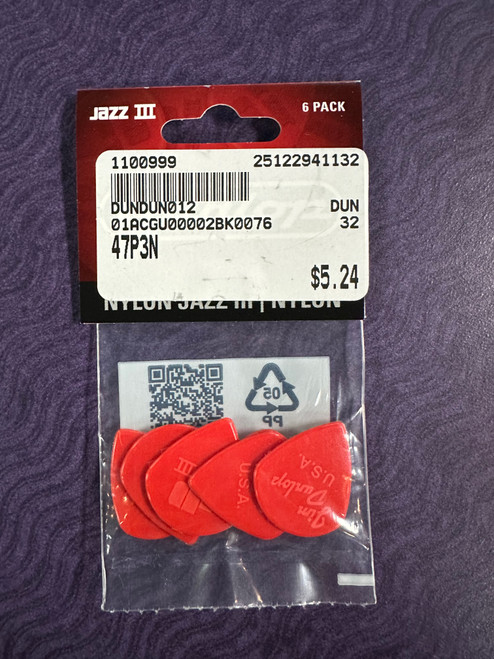 Jazz III
6 PACK
1100999 25122941132
DUNDUN012 DUN
01ACGU00002BK0076 32
47P3N
$5.24
NYLON JAZZ III | NYLON
05
PP
III
U.S.A.
Jim
Dunlop
U.S.A.